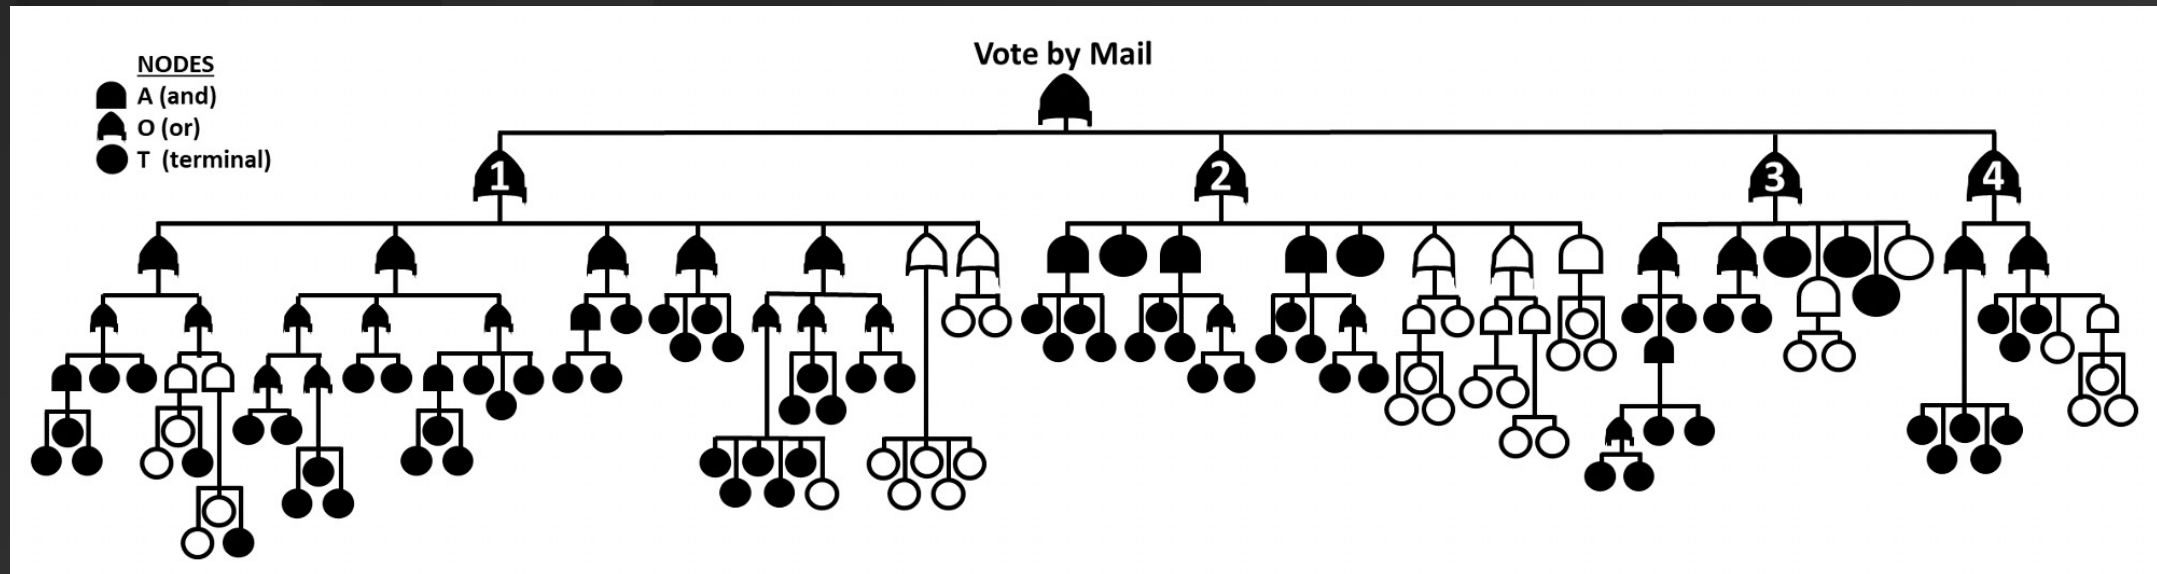 Vote by Mail
NODES
A (and)
O (or)
T (terminal)
1
2
3
4